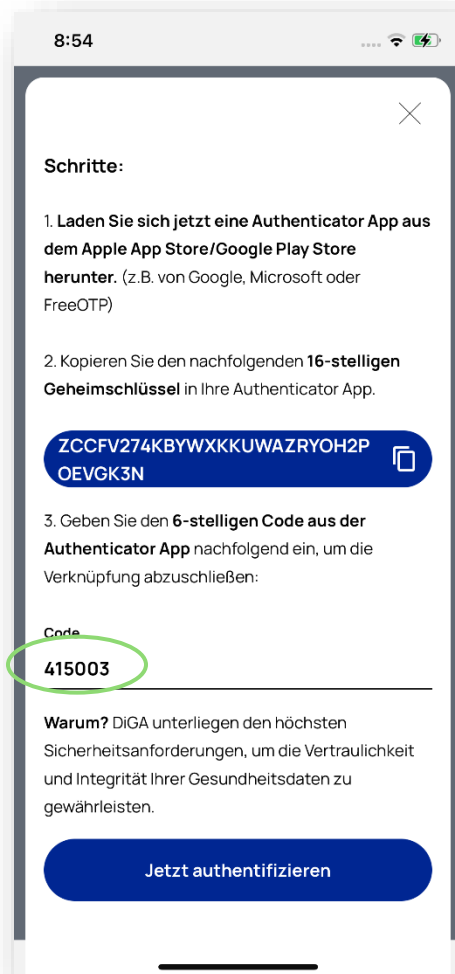 8:54
Schritte:
1. Laden Sie sich jetzt eine Authenticator App aus
dem Apple App Store/Google Play Store
herunter. (z.B. von Google, Microsoft oder
FreeOTP)
2. Kopieren Sie den nachfolgenden 16-stelligen
Geheimschlüssel in Ihre Authenticator App.
ZCCFV274KBYWXKKUWAZRYOH2P
OEVGK3N
3. Geben Sie den 6-stelligen Code aus der
Authenticator App nachfolgend ein, um die
Verknüpfung abzuschließen:
Code
415003
Warum? DiGA unterliegen den höchsten
Sicherheitsanforderungen, um die Vertraulichkeit
und Integrität Ihrer Gesundheitsdaten zu
gewährleisten.
Jetzt authentifizieren